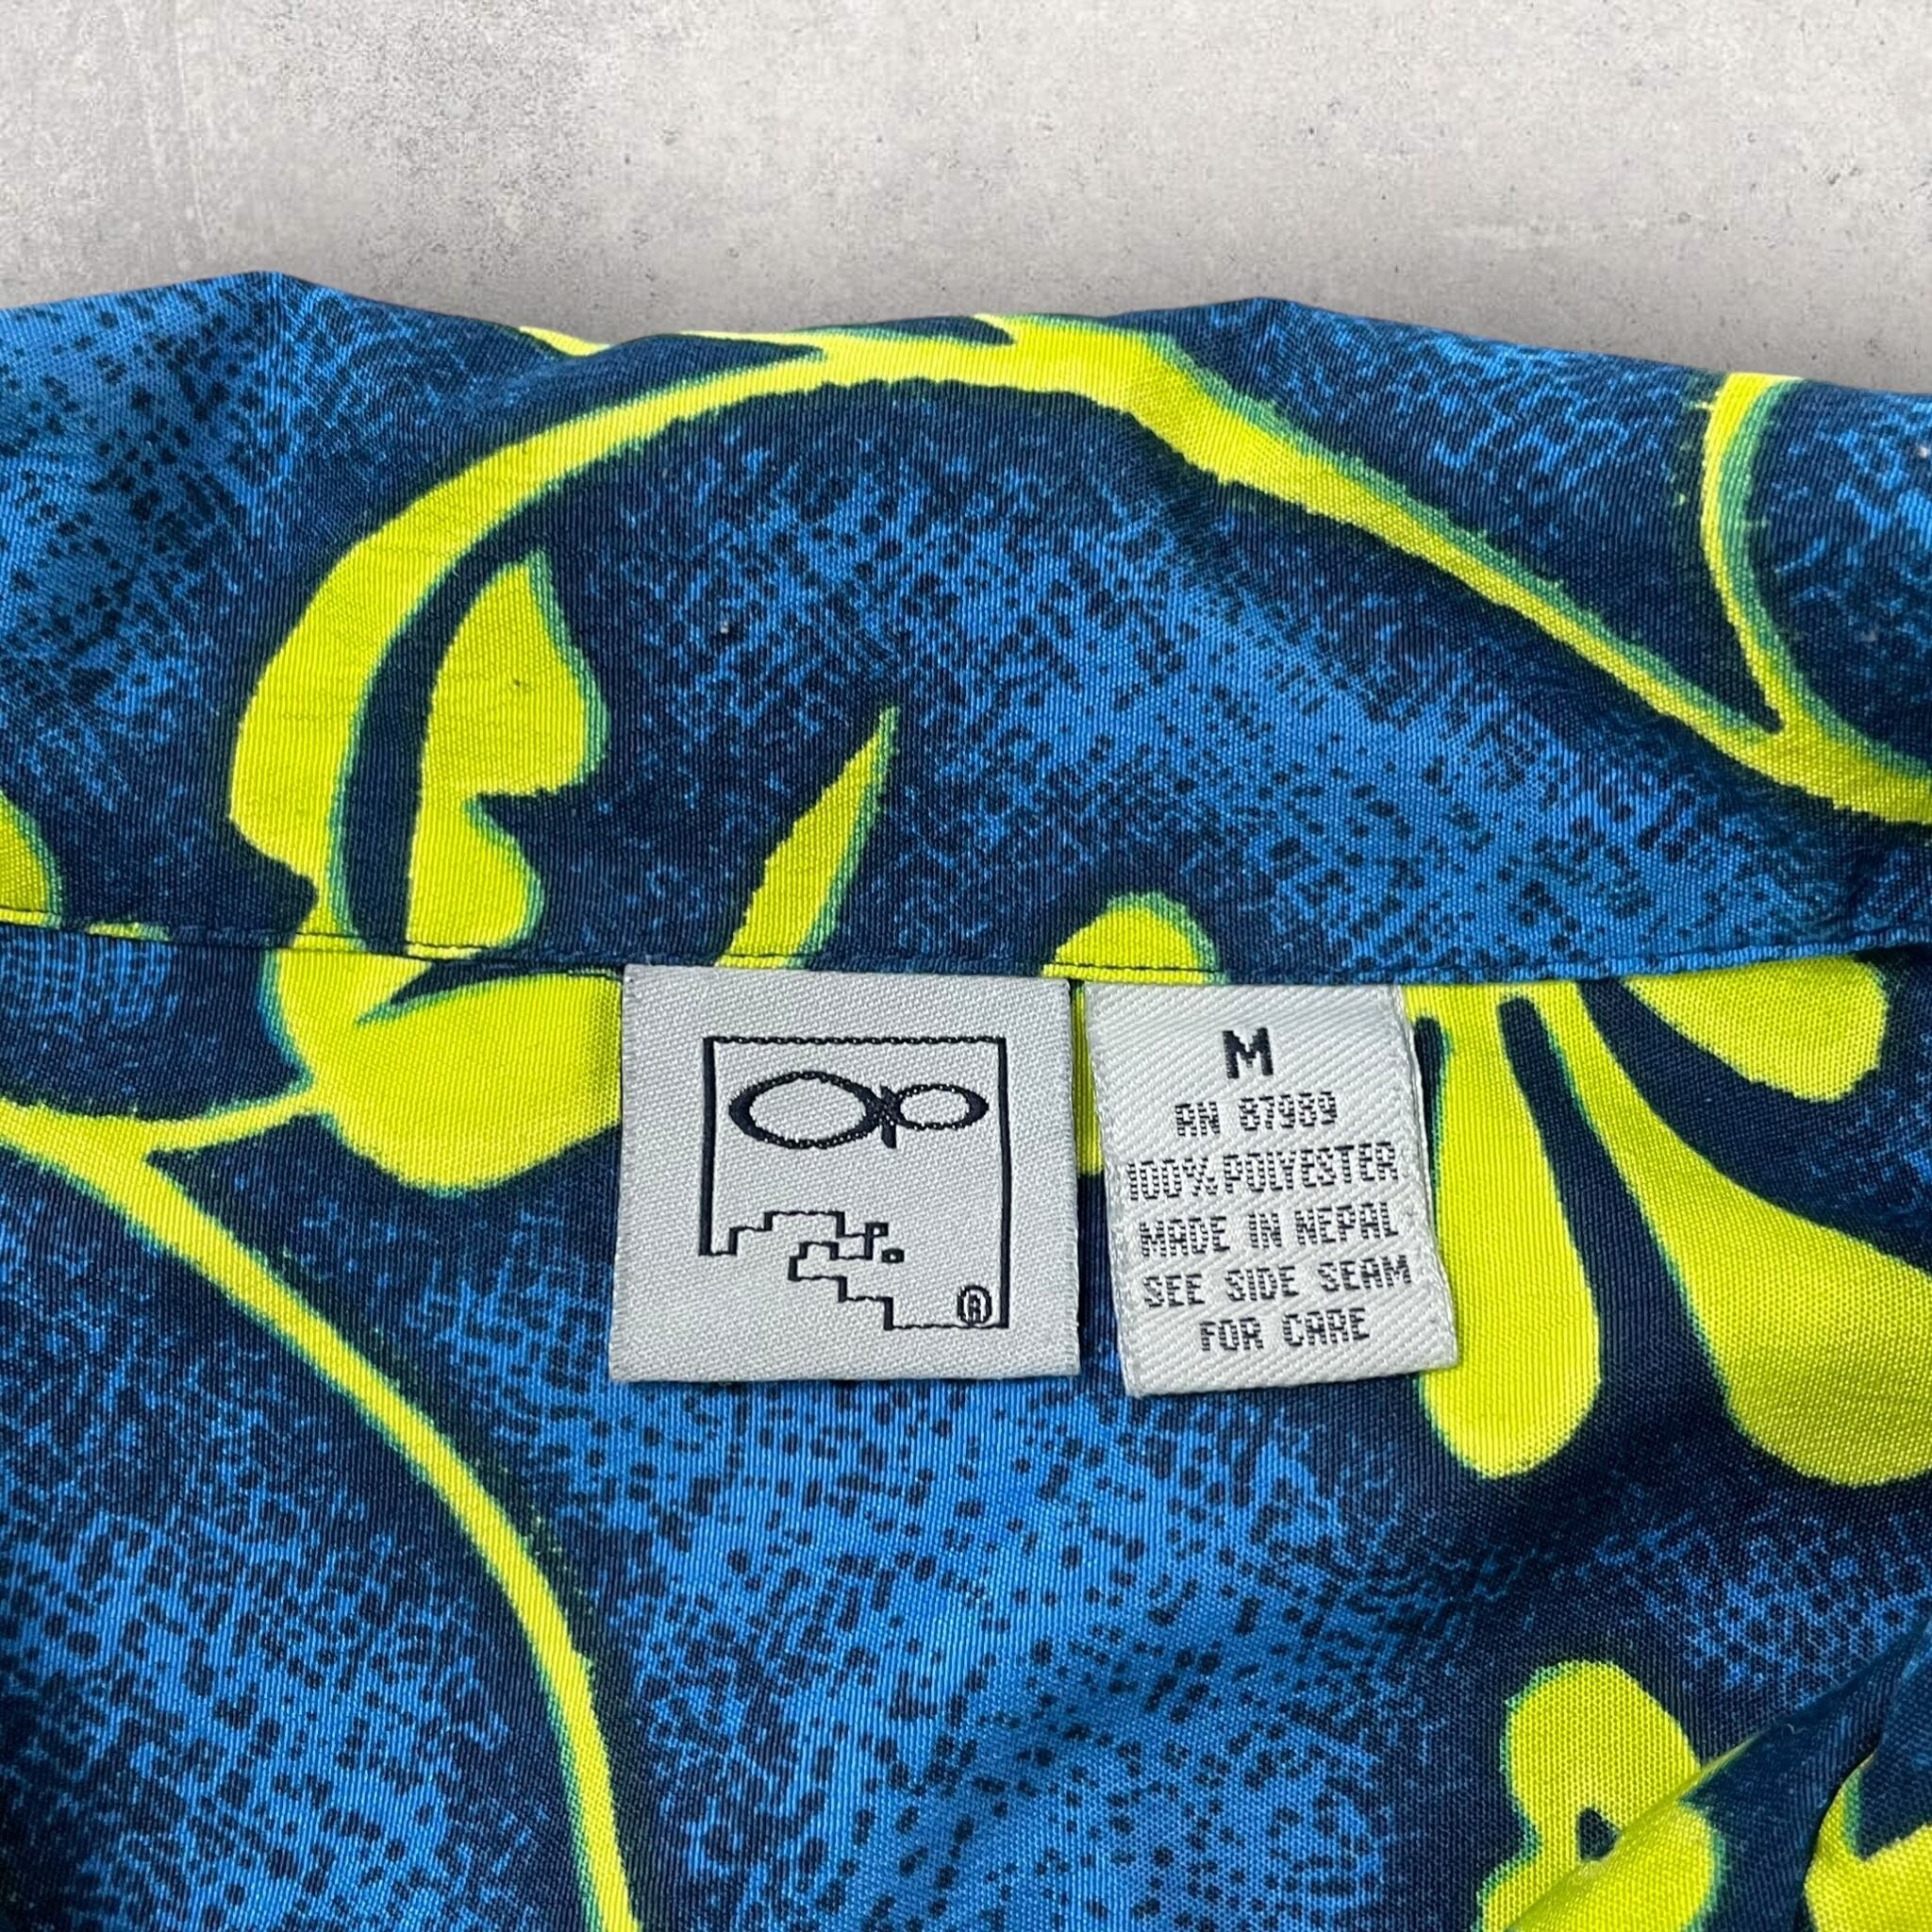 Op
®
M
RN 87989
100% POLYESTER
MADE IN NEPAL
SEE SIDE SEAM
FOR CARE